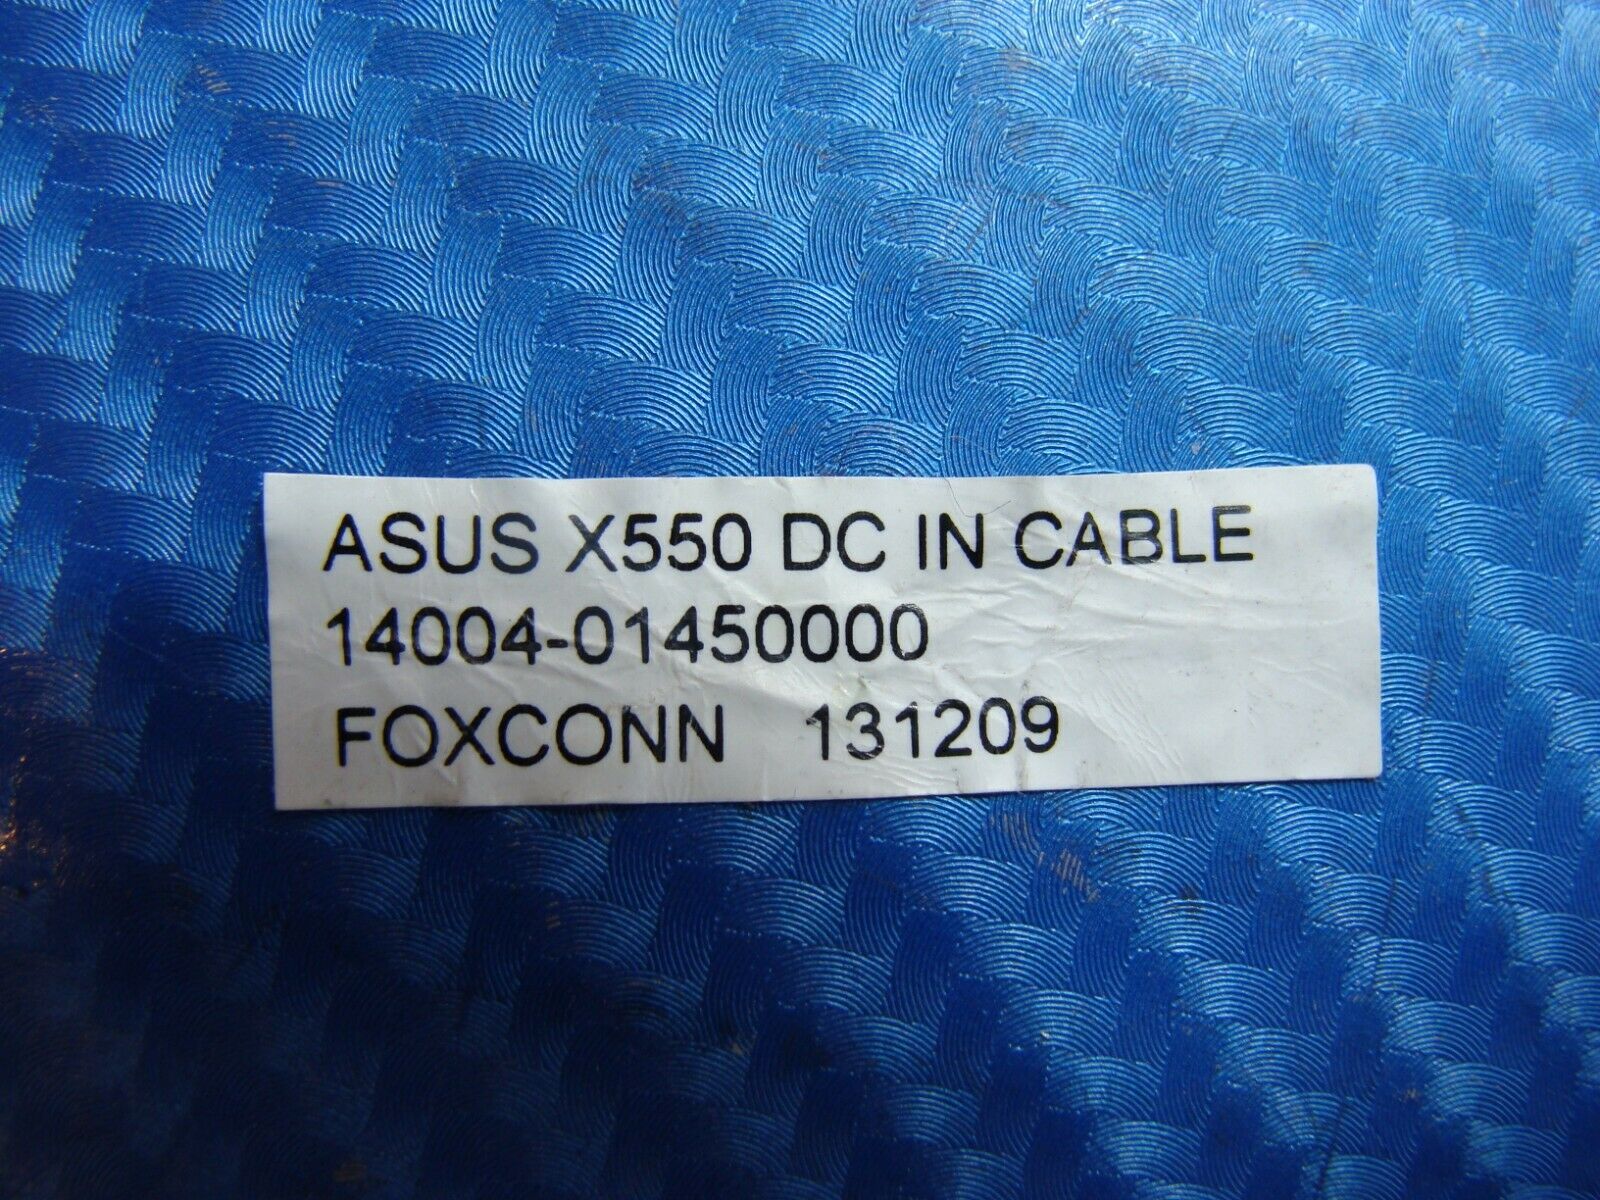 ASUS X550 DC IN CABLE
14004-01450000
FOXCONN 131209